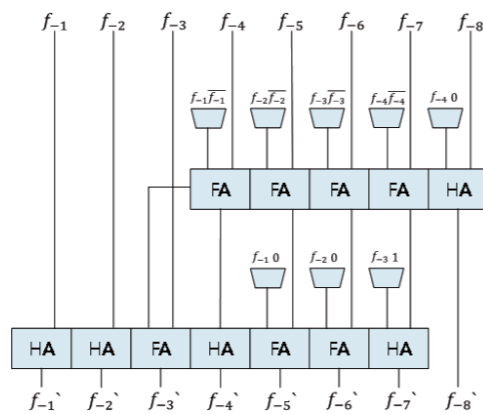 f₋₁ f₋₂ f₋₃ f₋₄ f₋₅ f₋₆ f₋₇ f₋₈
f₋₁f̅₋₁̅ f₋₂f̅₋₂̅ f₋₃f̅₋₃̅ f₋₄f̅₋₄̅ f₋₄ 0
FA FA FA FA HA
f₋₁ 0 f₋₂ 0 f₋₃ 1
HA HA FA HA FA FA HA
f₋₁` f₋₂` f₋₃` f₋₄` f₋₅` f₋₆` f₋₇` f₋₈`